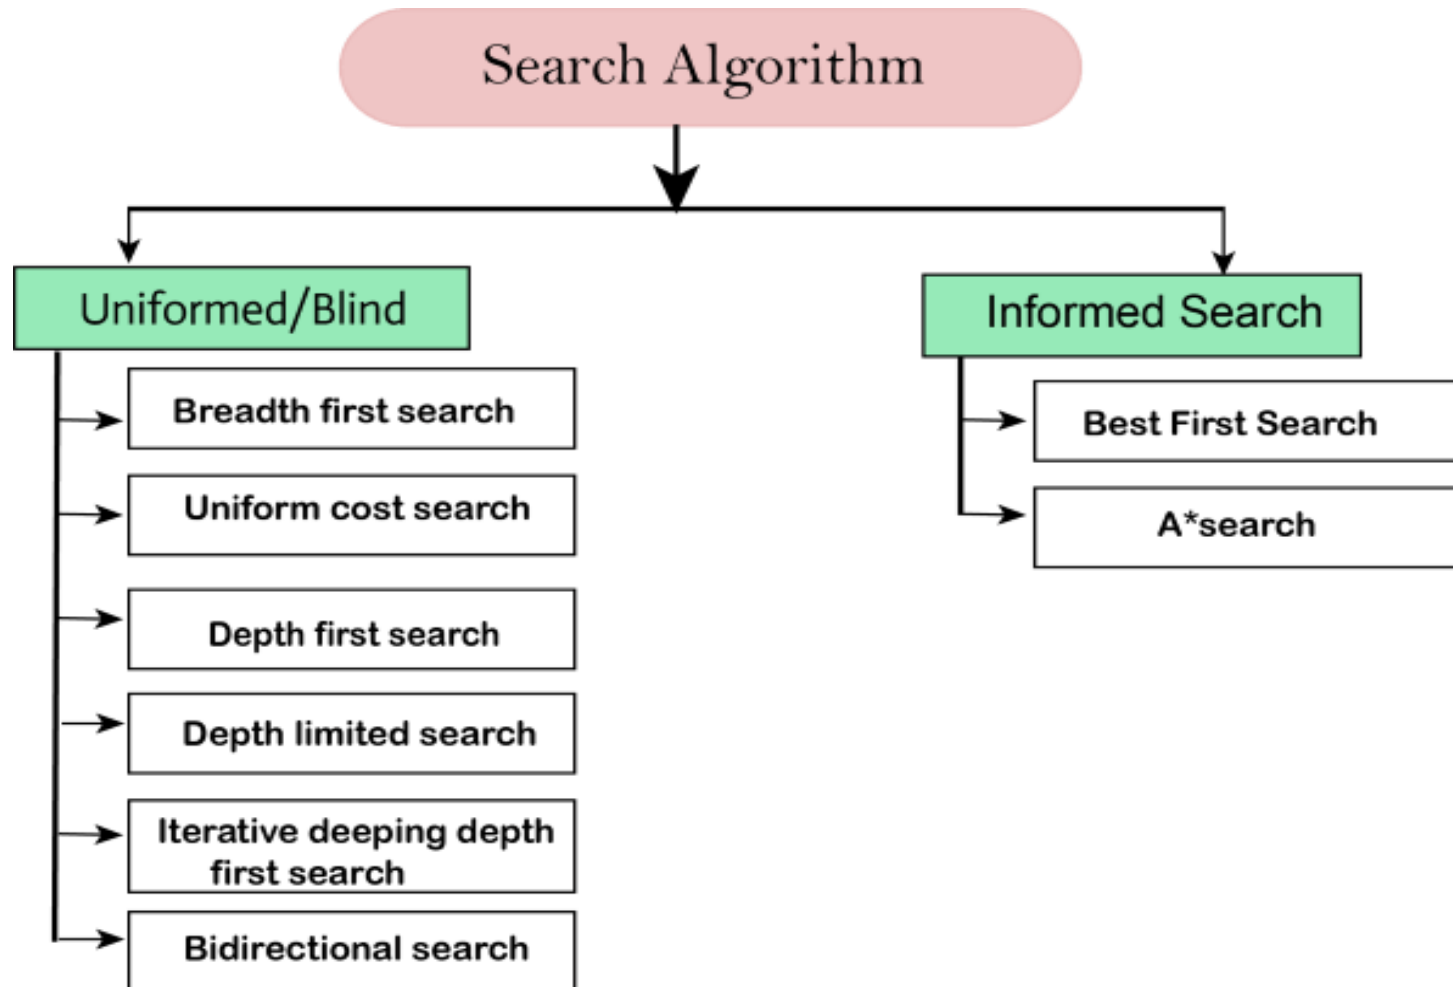 Search Algorithm
Uniformed/Blind
Breadth first search
Uniform cost search
Depth first search
Depth limited search
Iterative deeping depth
first search
Bidirectional search
Informed Search
Best First Search
A*search